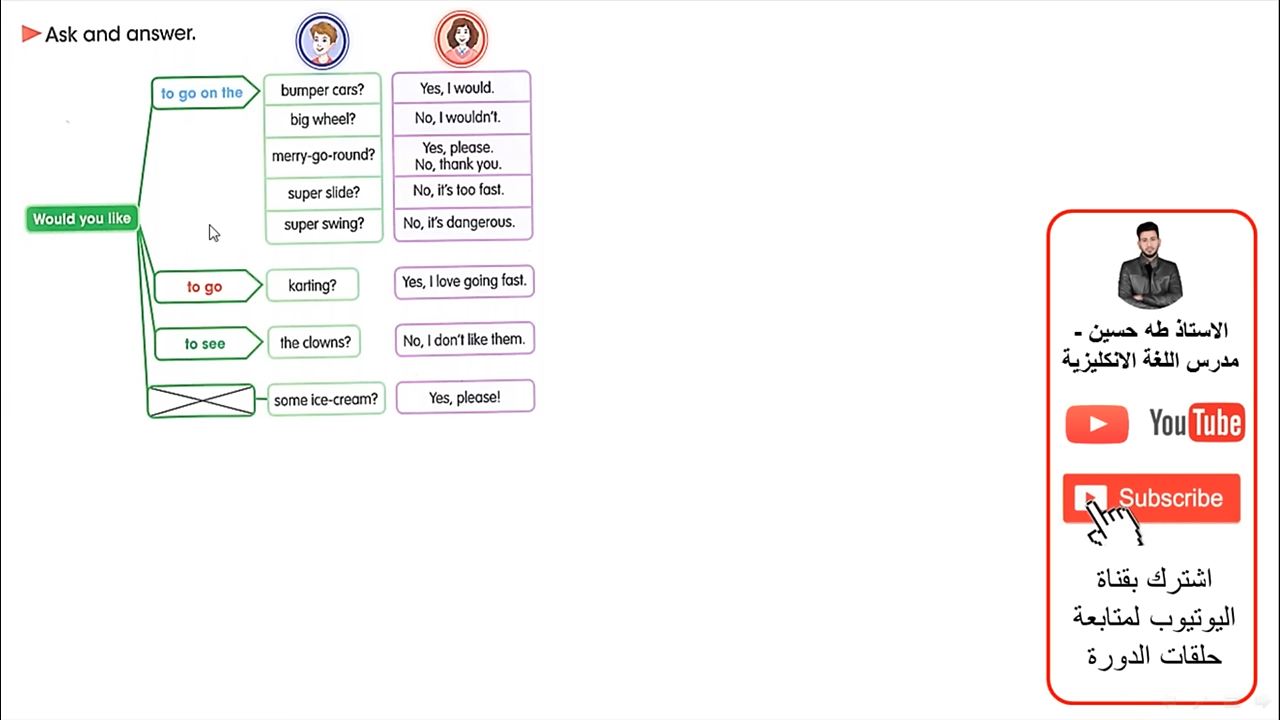 Ask and answer.
Would you like
to go on the
bumper cars?
Yes, I would.
big wheel?
No, I wouldn't.
merry-go-round?
Yes, please.
No, thank you.
super slide?
No, it's too fast.
super swing?
No, it's dangerous.
to go
karting?
Yes, I love going fast.
to see
the clowns?
No, I don't like them.
some ice-cream?
Yes, please!
الاستاذ طه حسين -
مدرس اللغة الانكليزية
YouTube
Subscribe
اشترك بقناة
اليوتيوب لمتابعة
حلقات الدورة